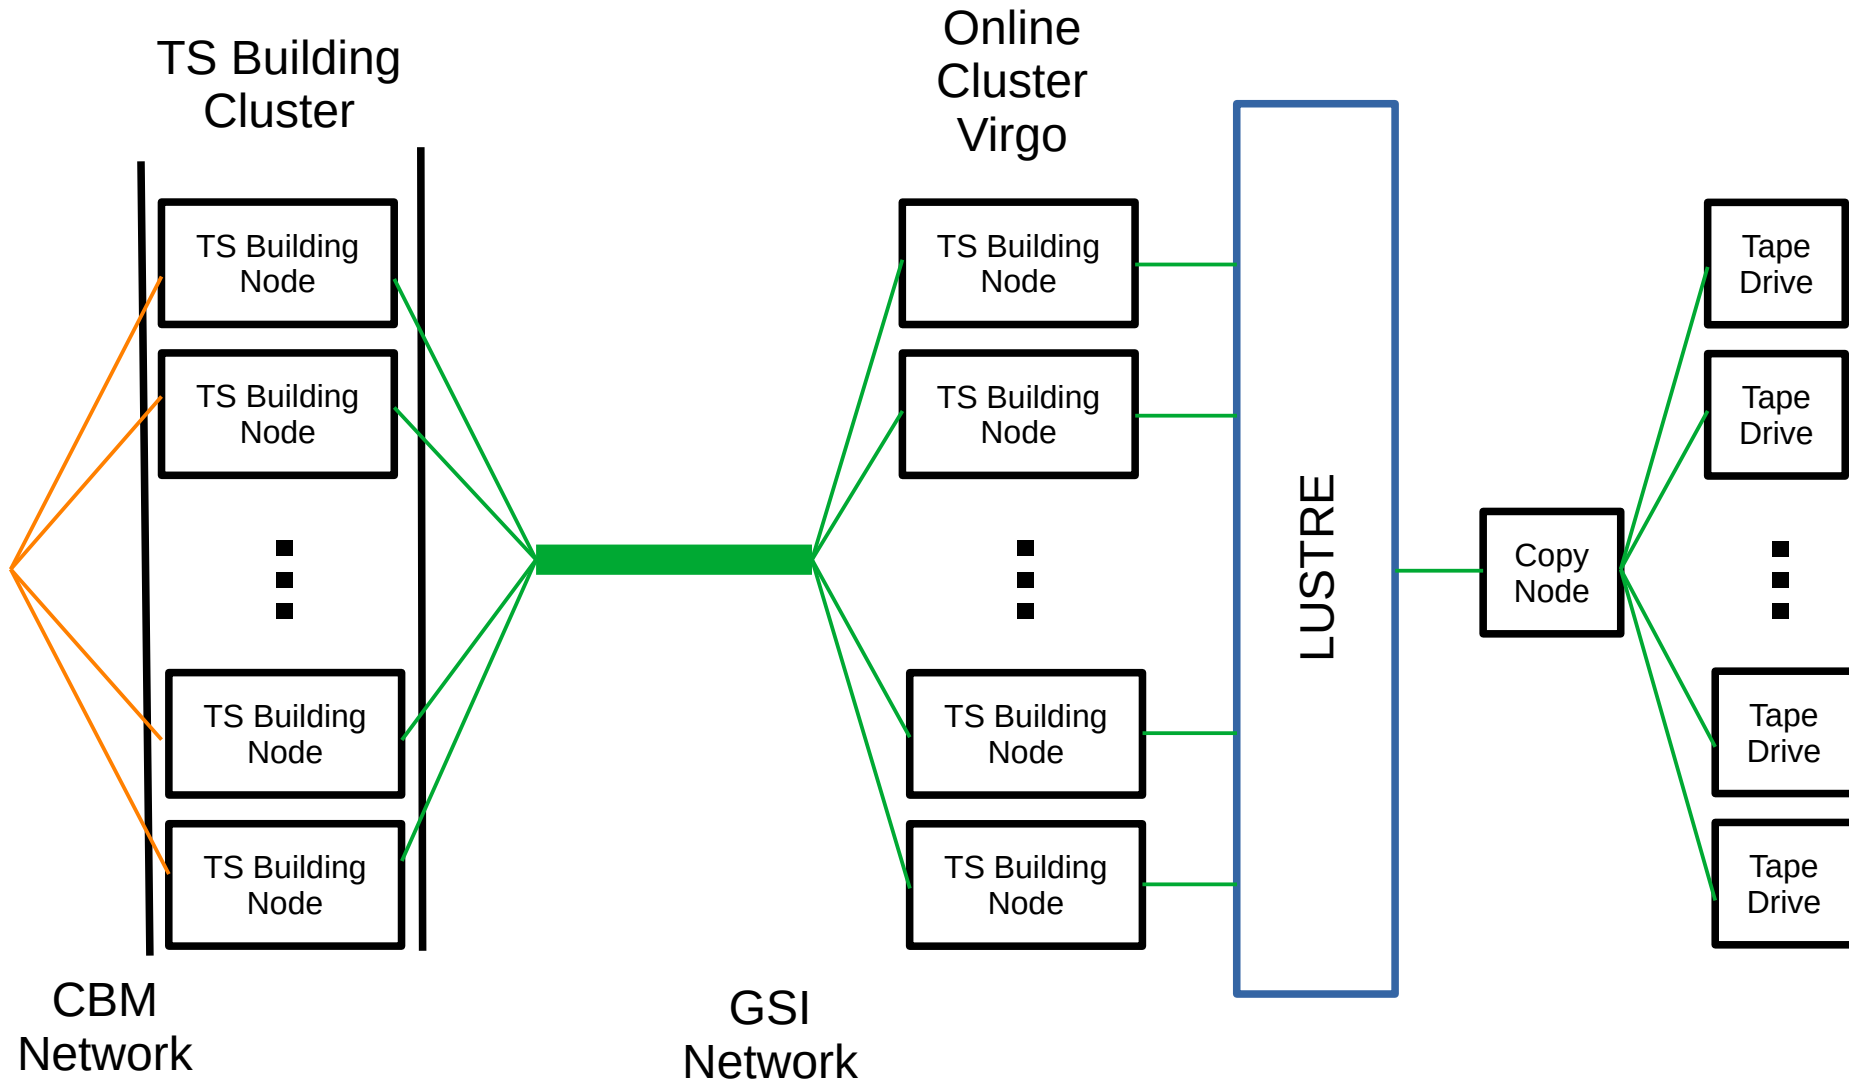 TS Building
Cluster
Online
Cluster
Virgo
TS Building
Node
TS Building
Node
TS Building
Node
TS Building
Node
TS Building
Node
TS Building
Node
TS Building
Node
TS Building
Node
LUSTRE
Copy
Node
Tape
Drive
Tape
Drive
Tape
Drive
Tape
Drive
CBM
Network
GSI
Network